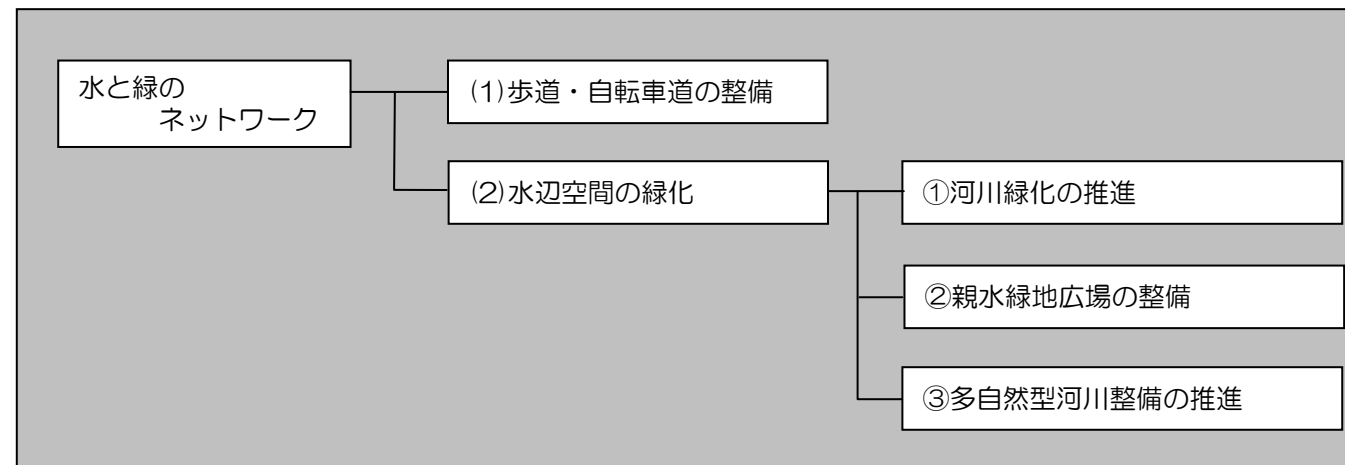 水と緑の
ネットワーク
(1)歩道・自転車道の整備
(2)水辺空間の緑化
①河川緑化の推進
②親水緑地広場の整備
③多自然型河川整備の推進